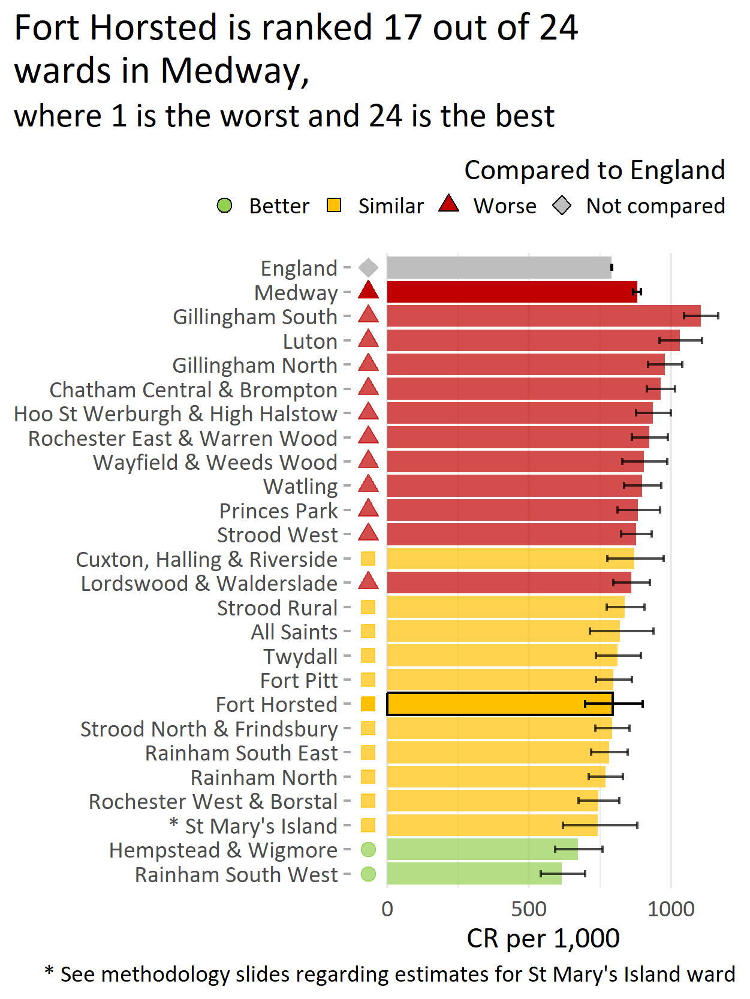 Fort Horsted is ranked 17 out of 24
wards in Medway,
where 1 is the worst and 24 is the best
Compared to England
Better Similar Worse Not compared
England
Medway
Gillingham South
Luton
Gillingham North
Chatham Central & Brompton
Hoo St Werburgh & High Halstow
Rochester East & Warren Wood
Wayfield & Weeds Wood
Watling
Princes Park
Strood West
Cuxton, Halling & Riverside
Lordswood & Walderslade
Strood Rural
All Saints
Twydall
Fort Pitt
Fort Horsted
Strood North & Frindsbury
Rainham South East
Rainham North
Rochester West & Borstal
* St Mary's Island
Hempstead & Wigmore
Rainham South West
0 500 1000
CR per 1,000
* See methodology slides regarding estimates for St Mary's Island ward